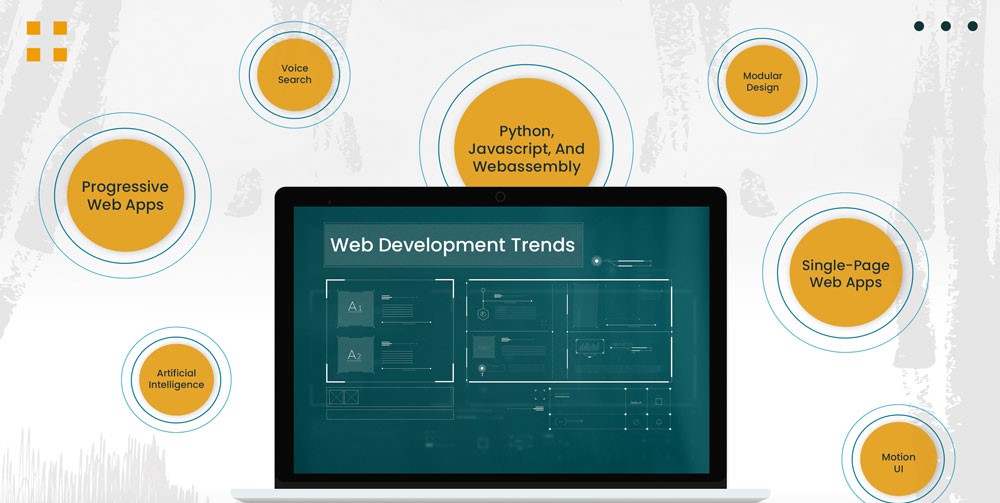 Voice
Search
Modular
Design
Python,
Javascript, And
Webassembly
Progressive
Web Apps
Web Development Trends
Single-Page
Web Apps
A1
A2
Artificial
Intelligence
Motion
UI